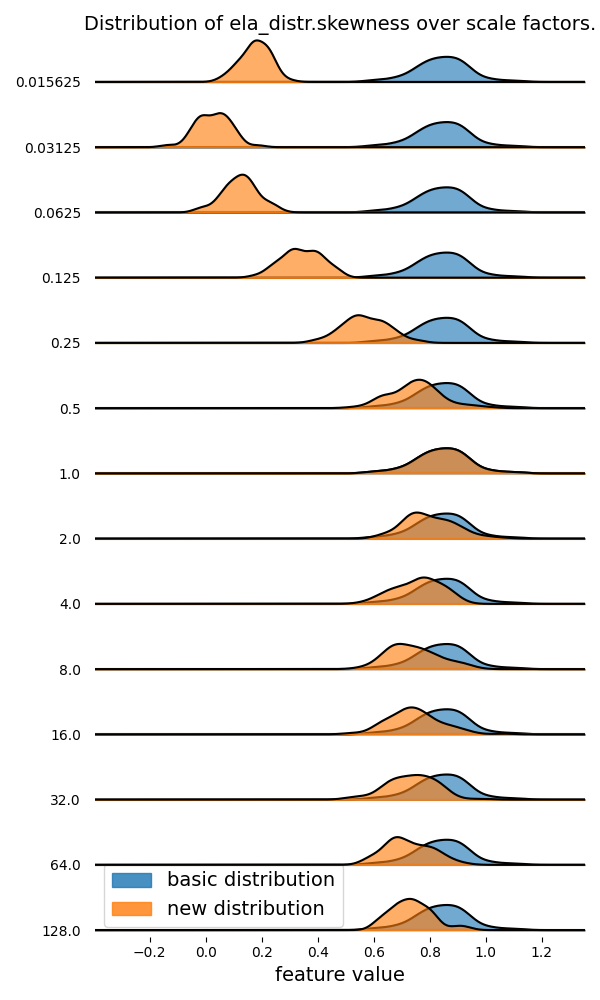 Distribution of ela_distr.skewness over scale factors.
0.015625
0.03125
0.0625
0.125
0.25
0.5
1.0
2.0
4.0
8.0
16.0
32.0
64.0
basic distribution
new distribution
128.0
−0.2 0.0 0.2 0.4 0.6 0.8 1.0 1.2
feature value